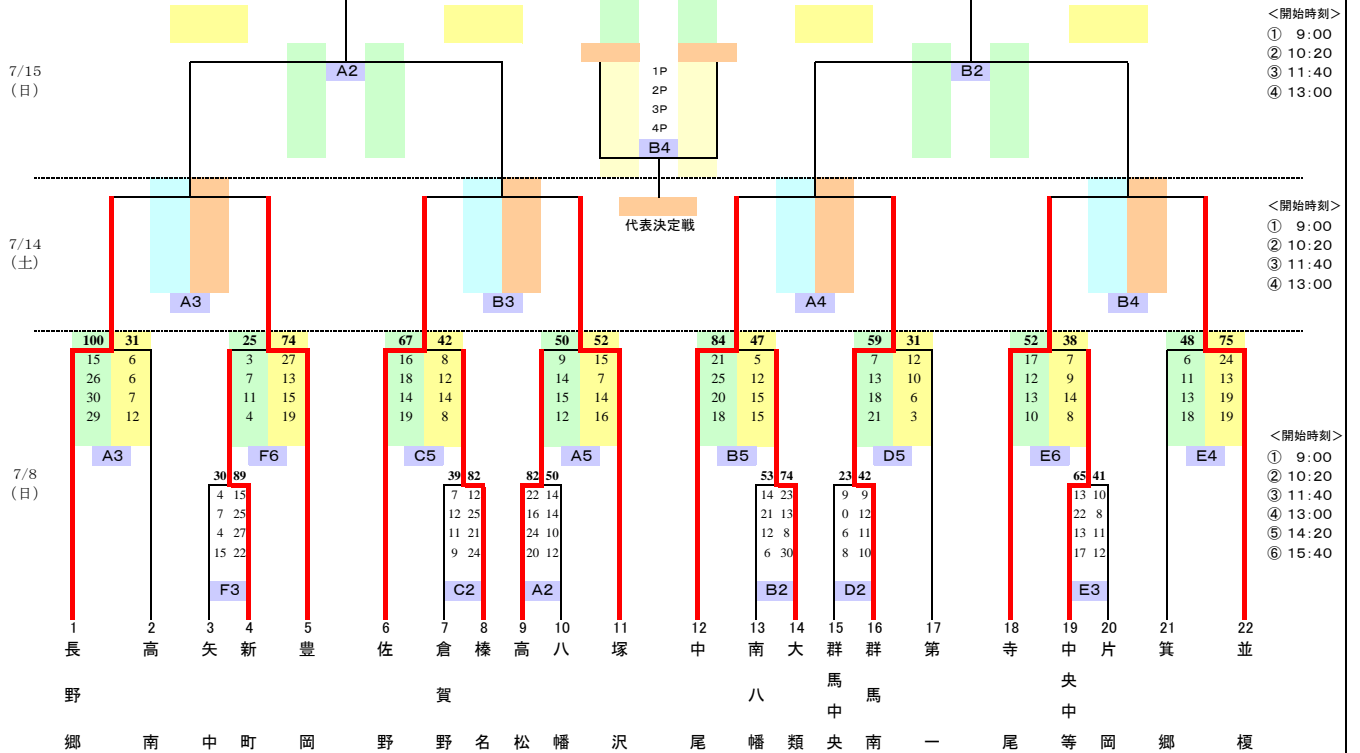 ＜開始時刻＞
① 9:00
② 10:20
③ 11:40
④ 13:00
7/15
（日）
A2
1P
2P
3P
4P
B4
B2
代表決定戦
＜開始時刻＞
① 9:00
② 10:20
③ 11:40
④ 13:00
7/14
（土）
A3 B3 A4 B4
100 31 25 74 67 42 50 52 84 47 59 31 52 38 48 75
15 6 3 27 16 8 9 15 21 5 7 12 17 7 6 24
26 6 7 13 18 12 14 7 25 12 13 10 12 9 11 13
30 7 11 15 14 14 15 14 20 15 18 6 13 14 13 19
29 12 4 19 19 8 12 16 18 15 21 3 10 8 18 19
A3 F6 C5 A5 B5 D5 E6 E4
＜開始時刻＞
① 9:00
② 10:20
③ 11:40
④ 13:00
⑤ 14:20
⑥ 15:40
7/8
（日）
30 89 39 82 82 50 53 74 23 42 65 41
4 15 7 12 22 14 14 23 9 9 13 10
7 25 12 25 16 14 21 13 0 12 22 8
4 27 11 21 24 10 12 8 6 11 13 11
15 22 9 24 20 12 6 30 8 10 17 12
F3 C2 A2 B2 D2 E3
1 2 3 4 5 6 7 8 9 10 11 12 13 14 15 16 17 18 19 20 21 22
長野郷
高南
矢中
新町
豊岡
佐野
倉賀野
榛名
高松
八幡
塚沢
中尾
南八幡
大類
群馬中央
群馬南
第一
寺尾
中央中等
片岡
箕郷
並榎